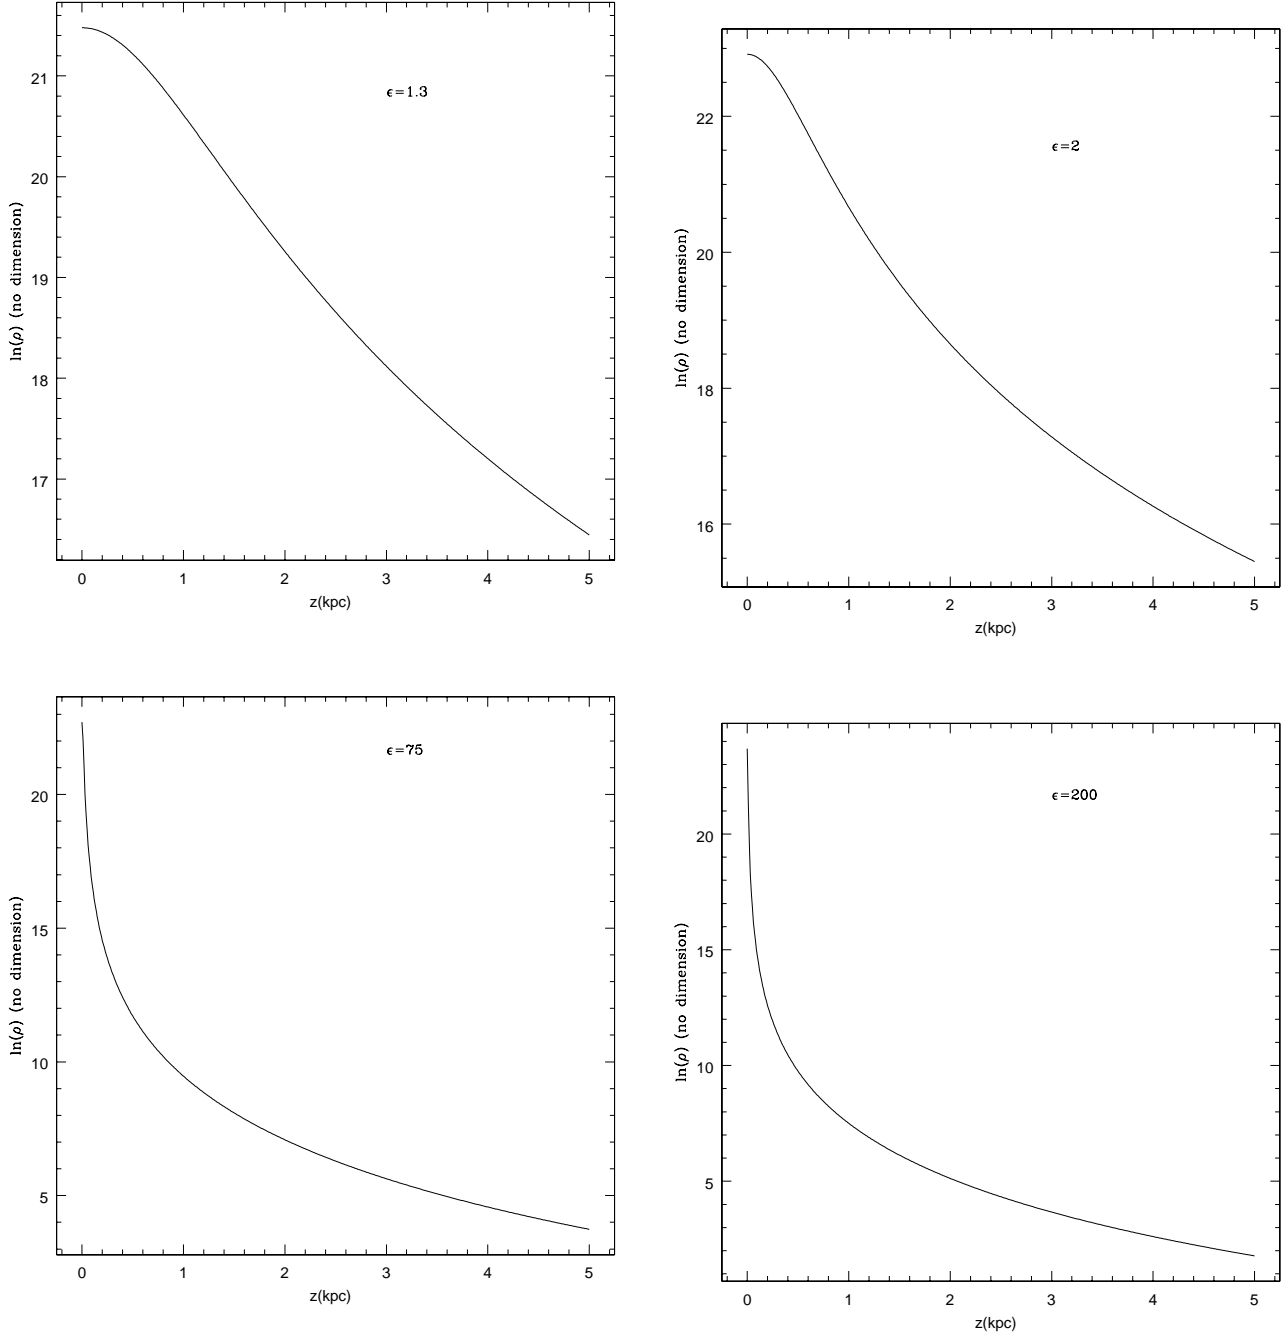 21
20
19
18
17
ln(ρ) (no dimension)
ϵ=1.3
0 1 2 3 4 5
z(kpc)
22
20
18
16
ln(ρ) (no dimension)
ϵ=2
0 1 2 3 4 5
z(kpc)
20
15
10
5
ln(ρ) (no dimension)
ϵ=75
0 1 2 3 4 5
z(kpc)
20
15
10
5
ln(ρ) (no dimension)
ϵ=200
0 1 2 3 4 5
z(kpc)